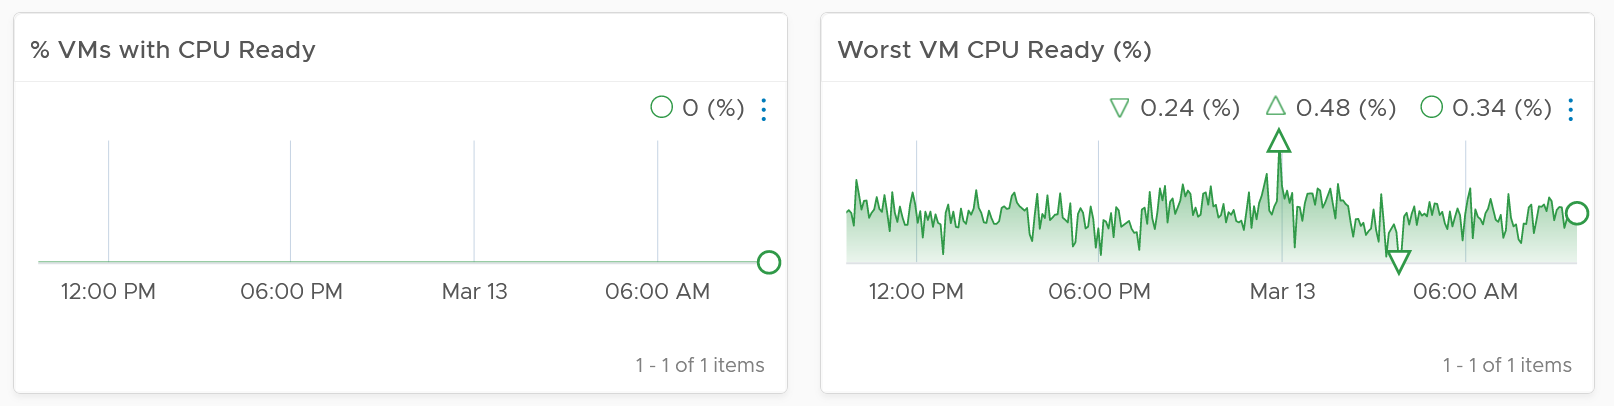 % VMs with CPU Ready
0 (%)
12:00 PM 06:00 PM Mar 13 06:00 AM
1 - 1 of 1 items
Worst VM CPU Ready (%)
0.24 (%) 0.48 (%) 0.34 (%)
12:00 PM 06:00 PM Mar 13 06:00 AM
1 - 1 of 1 items